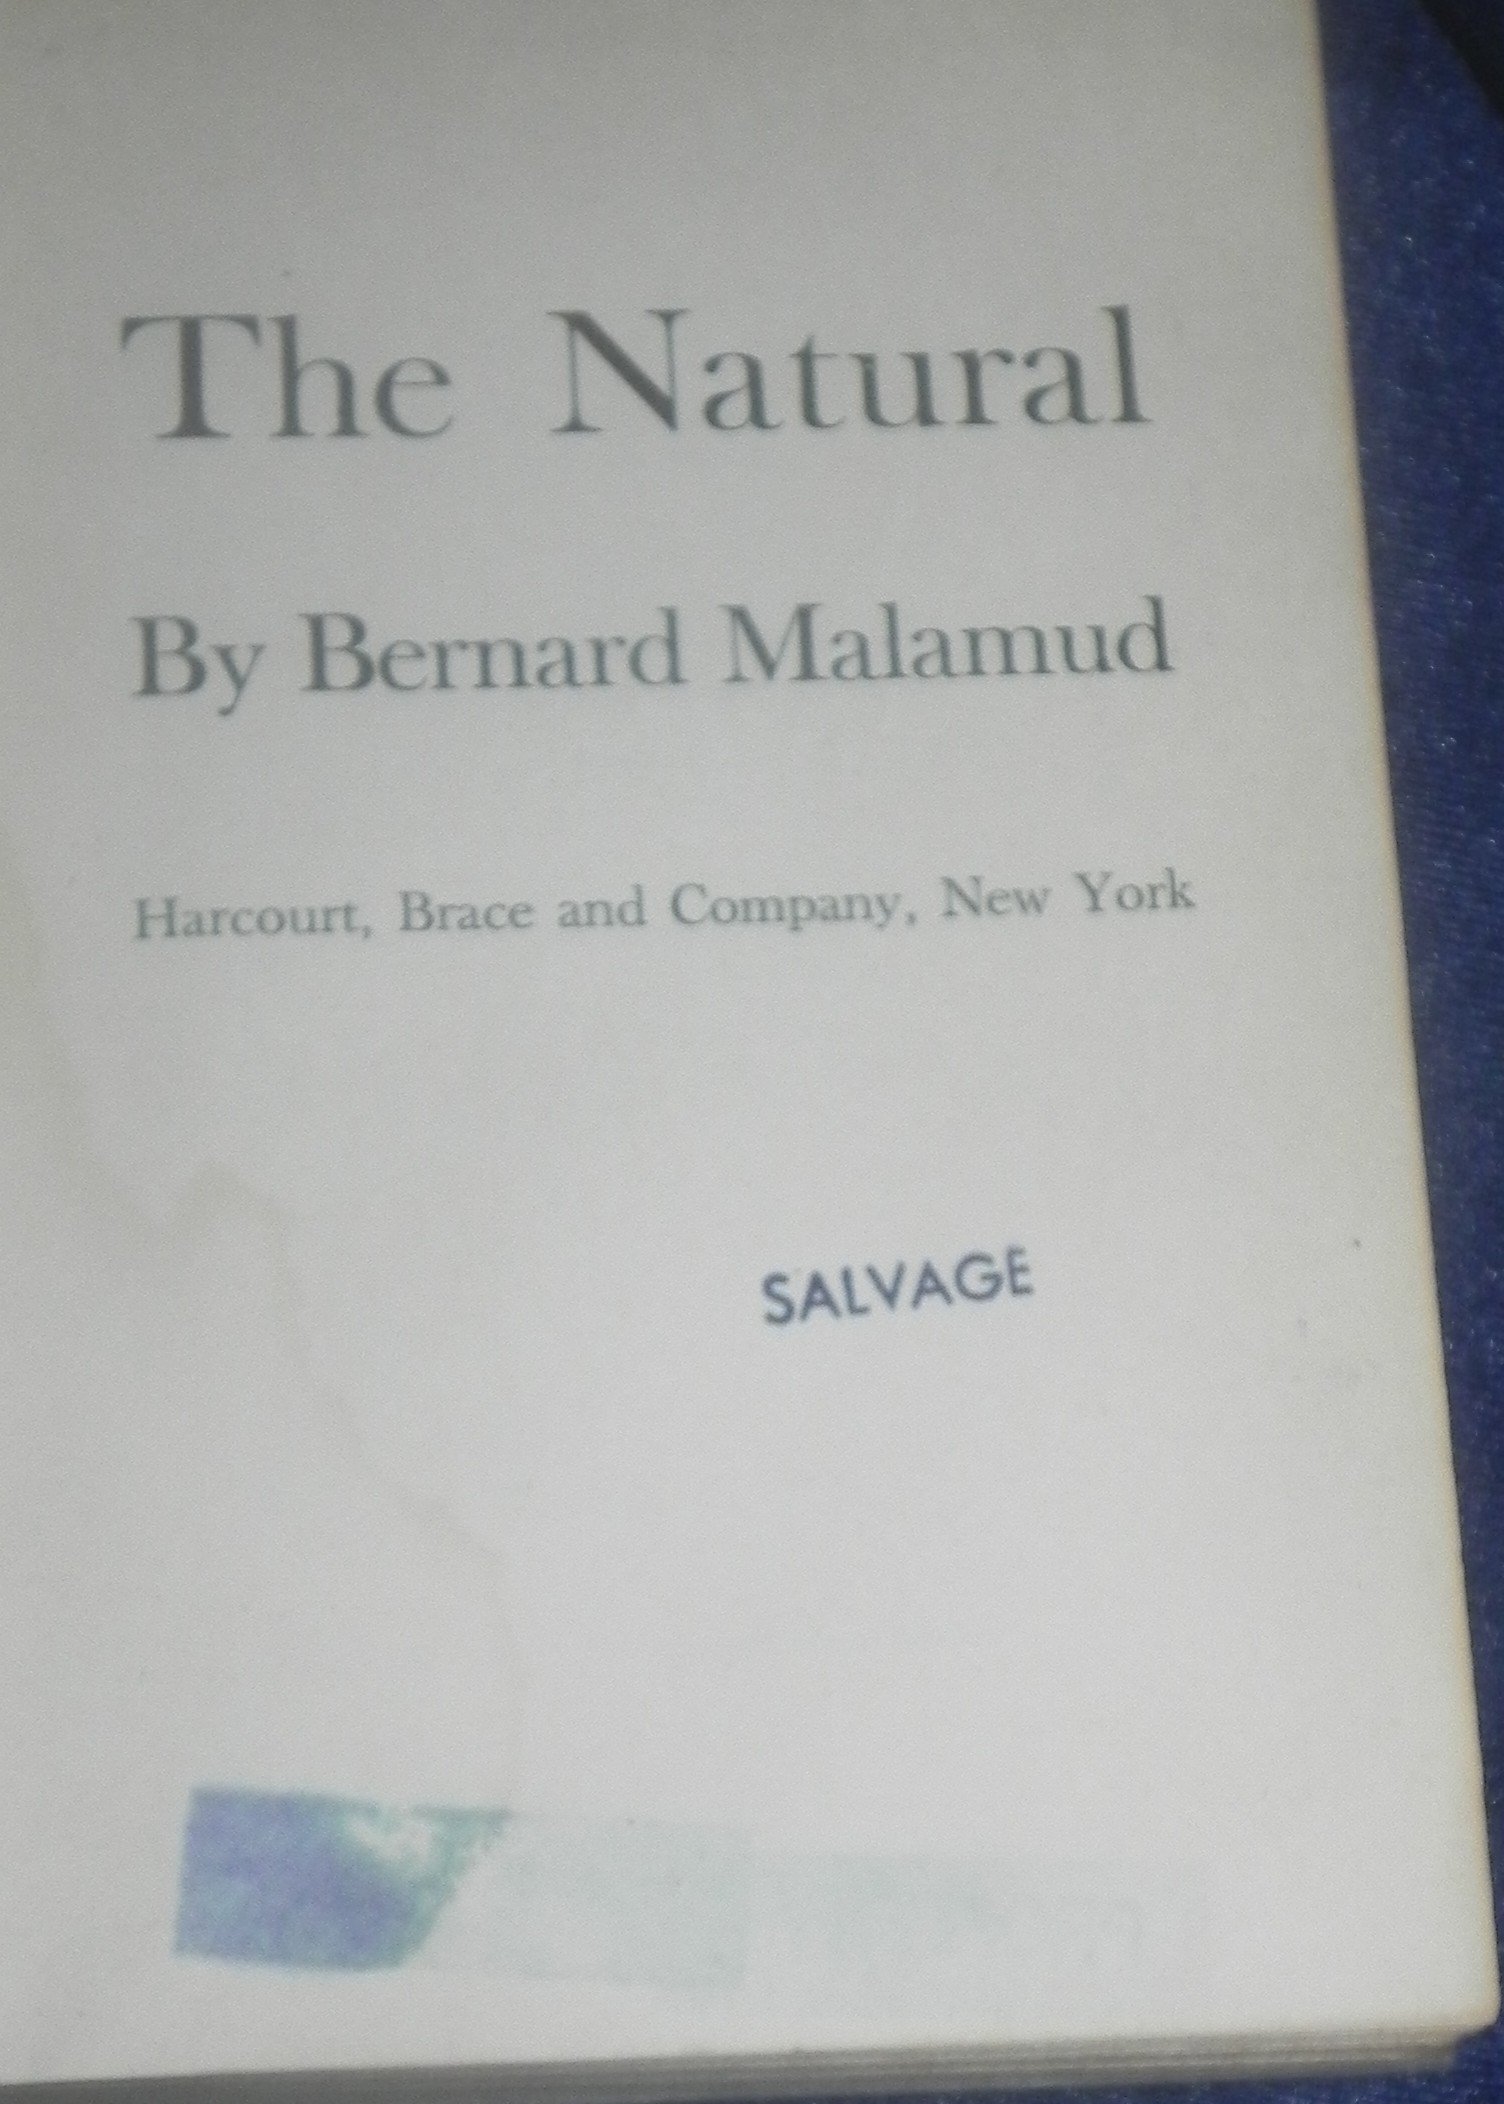 The Natural
By Bernard Malamud
Harcourt, Brace and Company, New York
SALVAGE